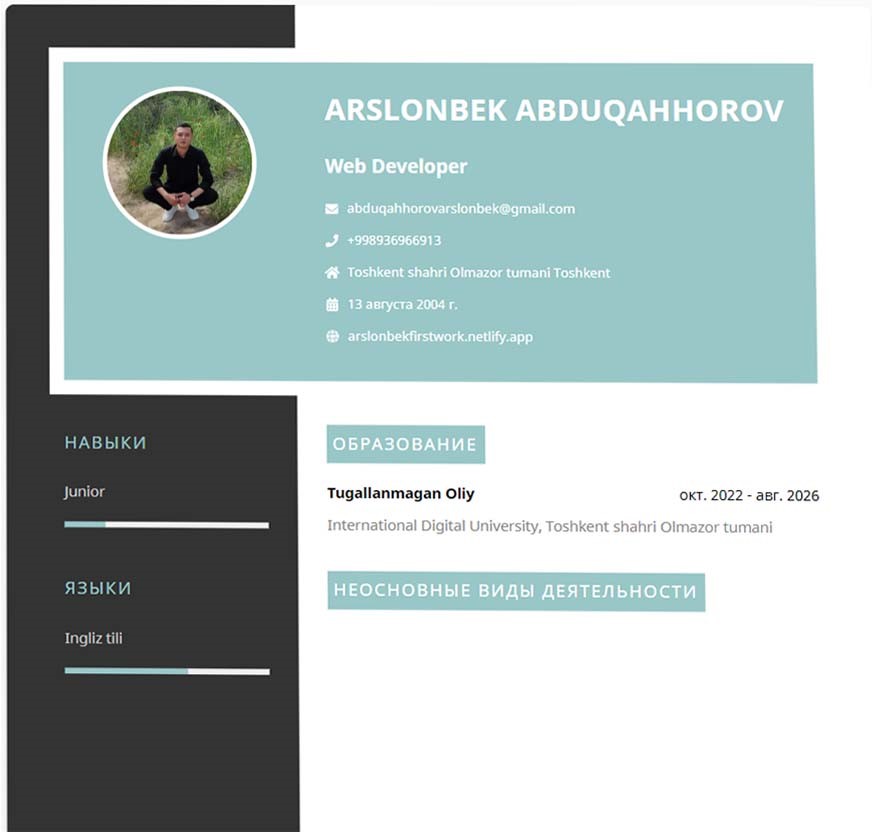 ARSLONBEK ABDUQAHHOROV
Web Developer
abduqahhorovarslonbek@gmail.com
+998936966913
Toshkent shahri Olmazor tumani Toshkent
13 августа 2004 г.
arslonbekfirstwork.netlify.app
НАВЫКИ
Junior
ЯЗЫКИ
Ingliz tili
ОБРАЗОВАНИЕ
Tugallanmagan Oliy окт. 2022 - авг. 2026
International Digital University, Toshkent shahri Olmazor tumani
НЕОСНОВНЫЕ ВИДЫ ДЕЯТЕЛЬНОСТИ